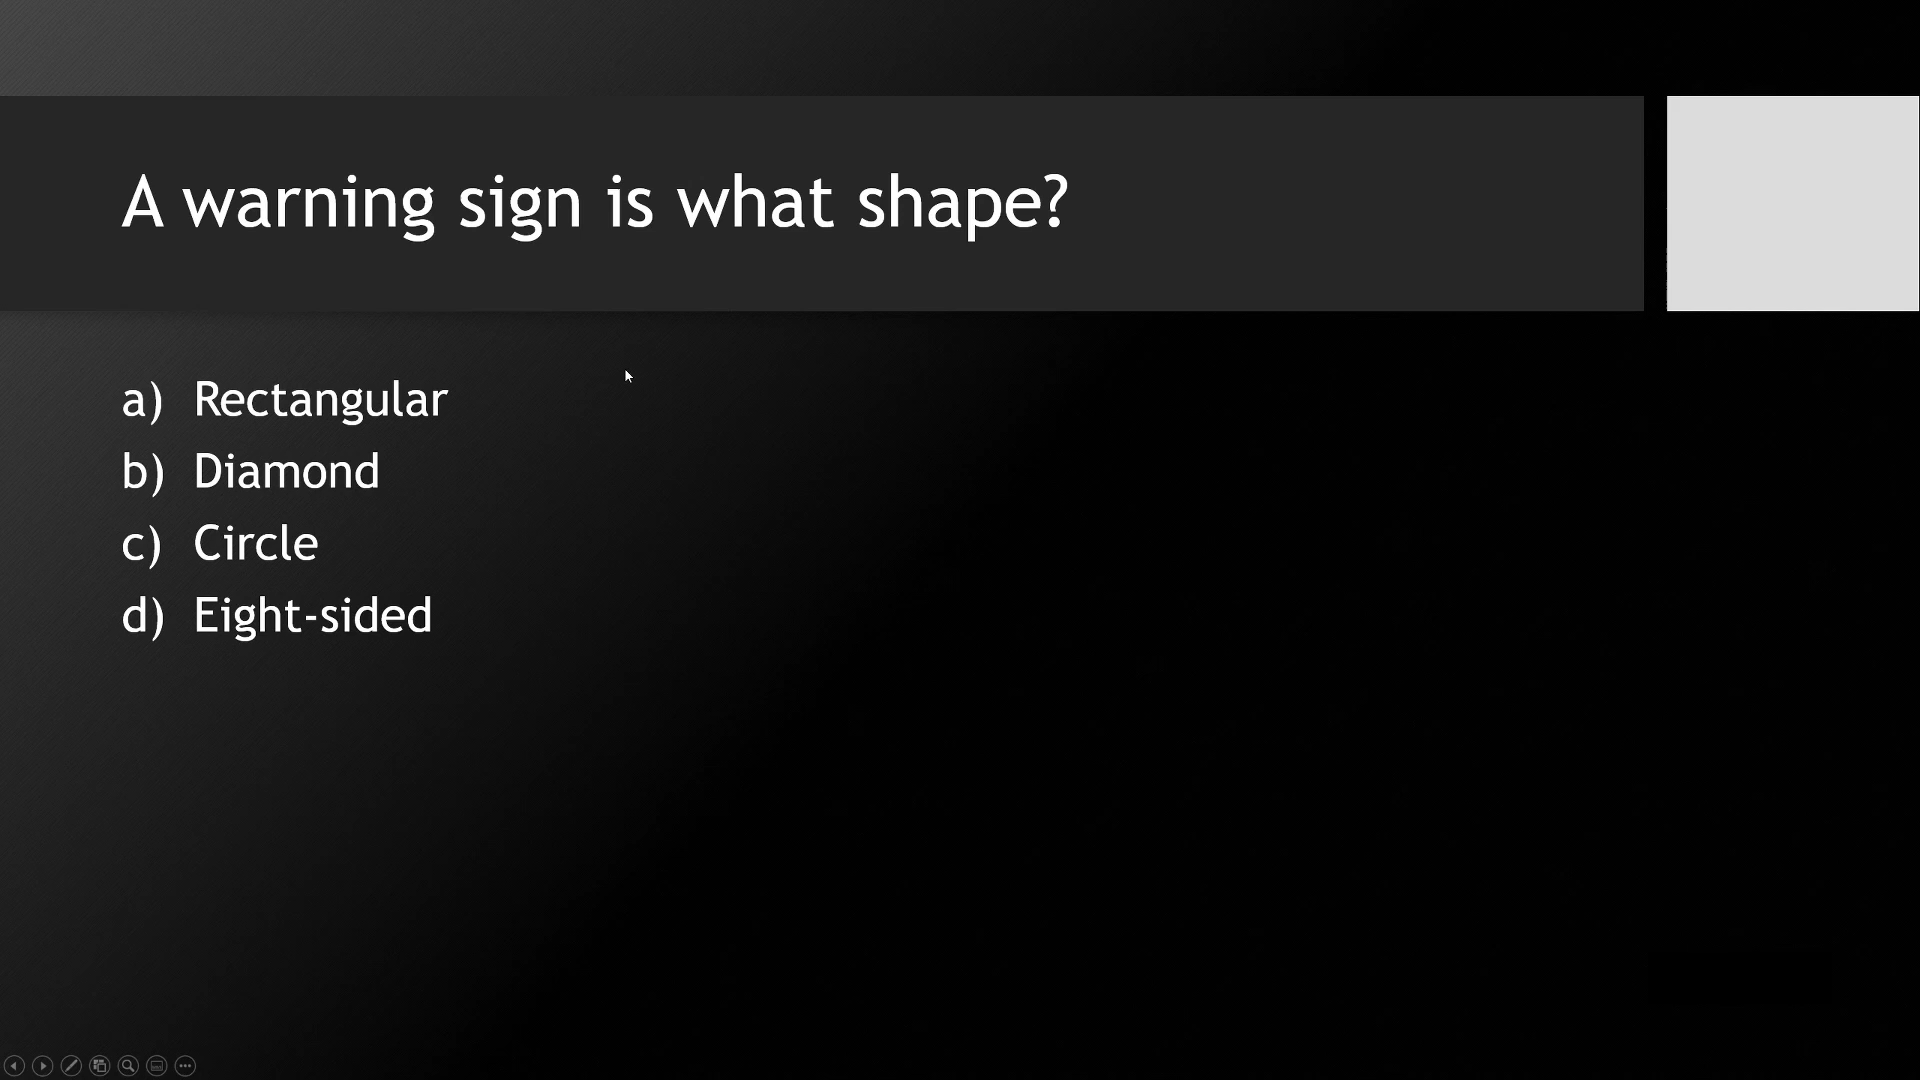 A warning sign is what shape?
a) Rectangular
b) Diamond
c) Circle
d) Eight-sided